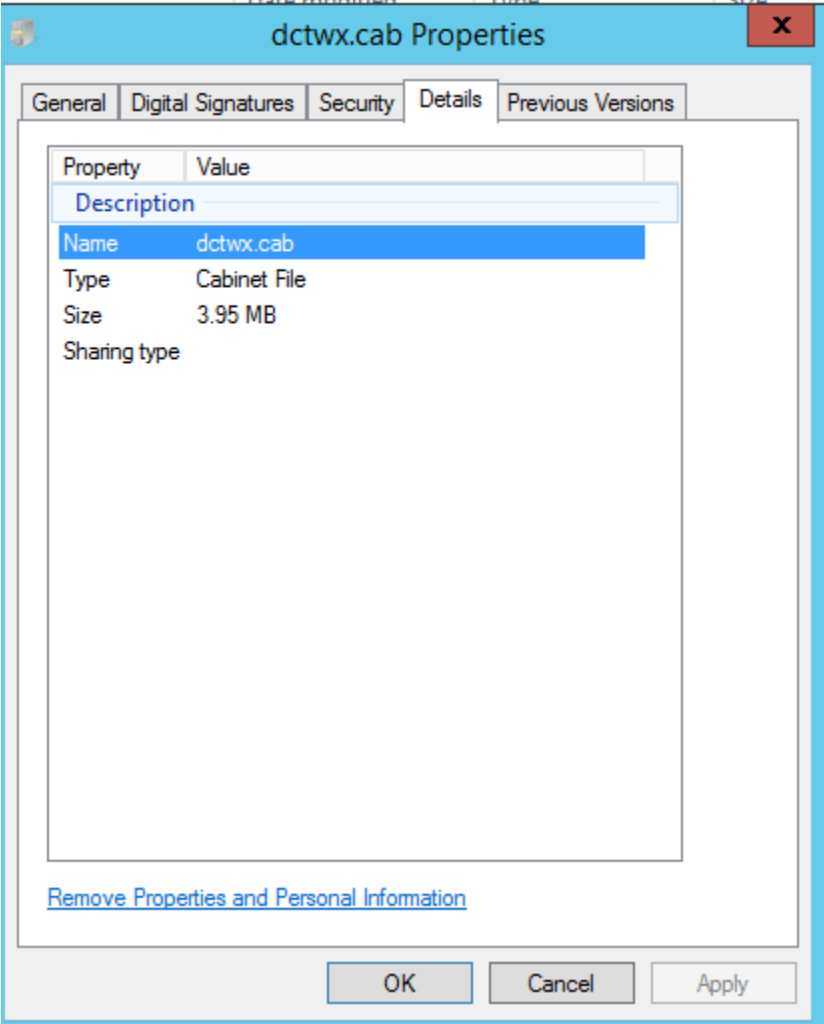 dctwx.cab Properties
x
General Digital Signatures Security Details Previous Versions
Property Value
Description
Name dctwx.cab
Type Cabinet File
Size 3.95 MB
Sharing type
Remove Properties and Personal Information
OK Cancel Apply